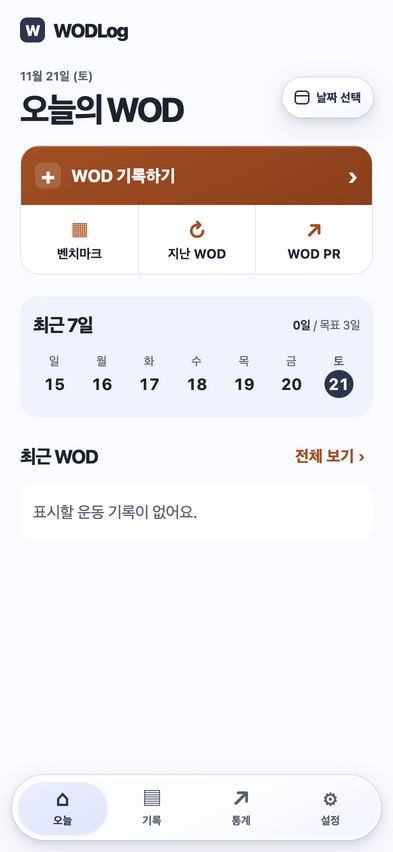 W WODLog
11월 21일 (토)
오늘의 WOD
날짜 선택
+ WOD 기록하기 ›
벤치마크 지난 WOD WOD PR
최근 7일 0일 / 목표 3일
일 월 화 수 목 금 토
15 16 17 18 19 20 21
최근 WOD 전체 보기 ›
표시할 운동 기록이 없어요.
오늘 기록 통계 설정